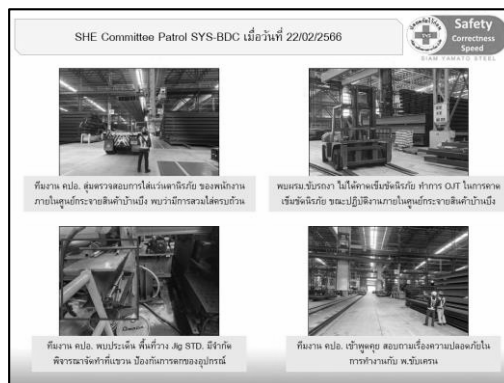 SHE Committee Patrol SYS-BDC เมื่อวันที่ 22/02/2566
Safety
Correctness
Speed
SIAM YAMATO STEEL
ทีมงาน คปอ. สุ่มตรวจสอบการใส่แว่นตานิรภัย ของพนักงาน
ภายในศูนย์กระจายสินค้าบ้านบึง พบว่ามีการสวมใส่ครบถ้วน
พบผรม.ขับรถงา ไม่ได้คาดเข็มขัดนิรภัย ทำการ OJT ในการคาด
เข็มขัดนิรภัย ขณะปฏิบัติงานภายในศูนย์กระจายสินค้าบ้านบึง
ทีมงาน คปอ. พบประเด็น พื้นที่วาง Jig STD. มีจำกัด
พิจารณาจัดทำที่แขวน ป้องกันการตกของอุปกรณ์
ทีมงาน คปอ. เข้าพูดคุย สอบถามเรื่องความปลอดภัยใน
การทำงานกับ พ.ขับเครน